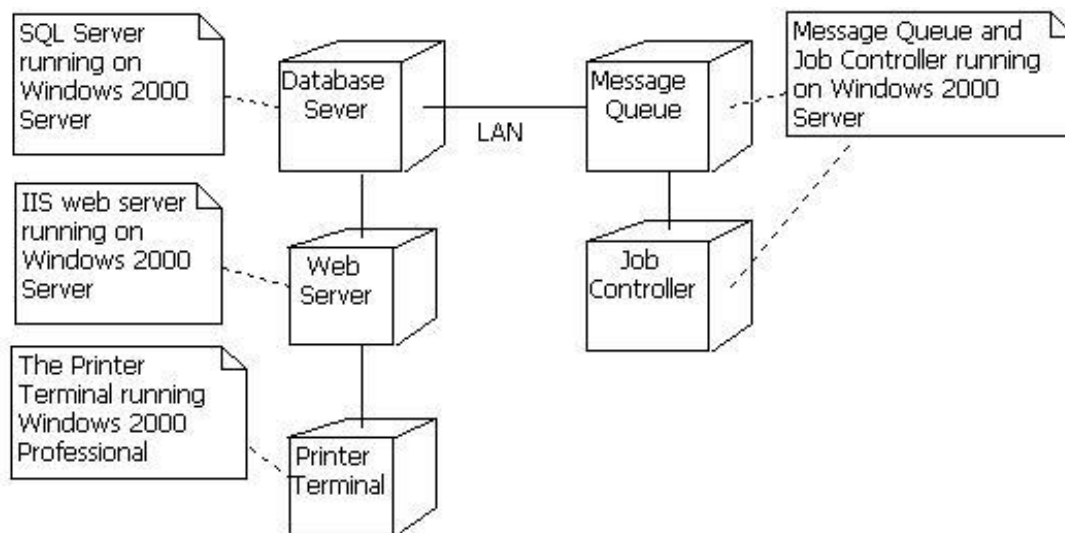 SQL Server
running on
Windows 2000
Server
Database
Sever
LAN
Message
Queue
Message Queue and
Job Controller running
on Windows 2000
Server
IIS web server
running on
Windows 2000
Server
Web
Server
Job
Controller
The Printer
Terminal running
Windows 2000
Professional
Printer
Terminal